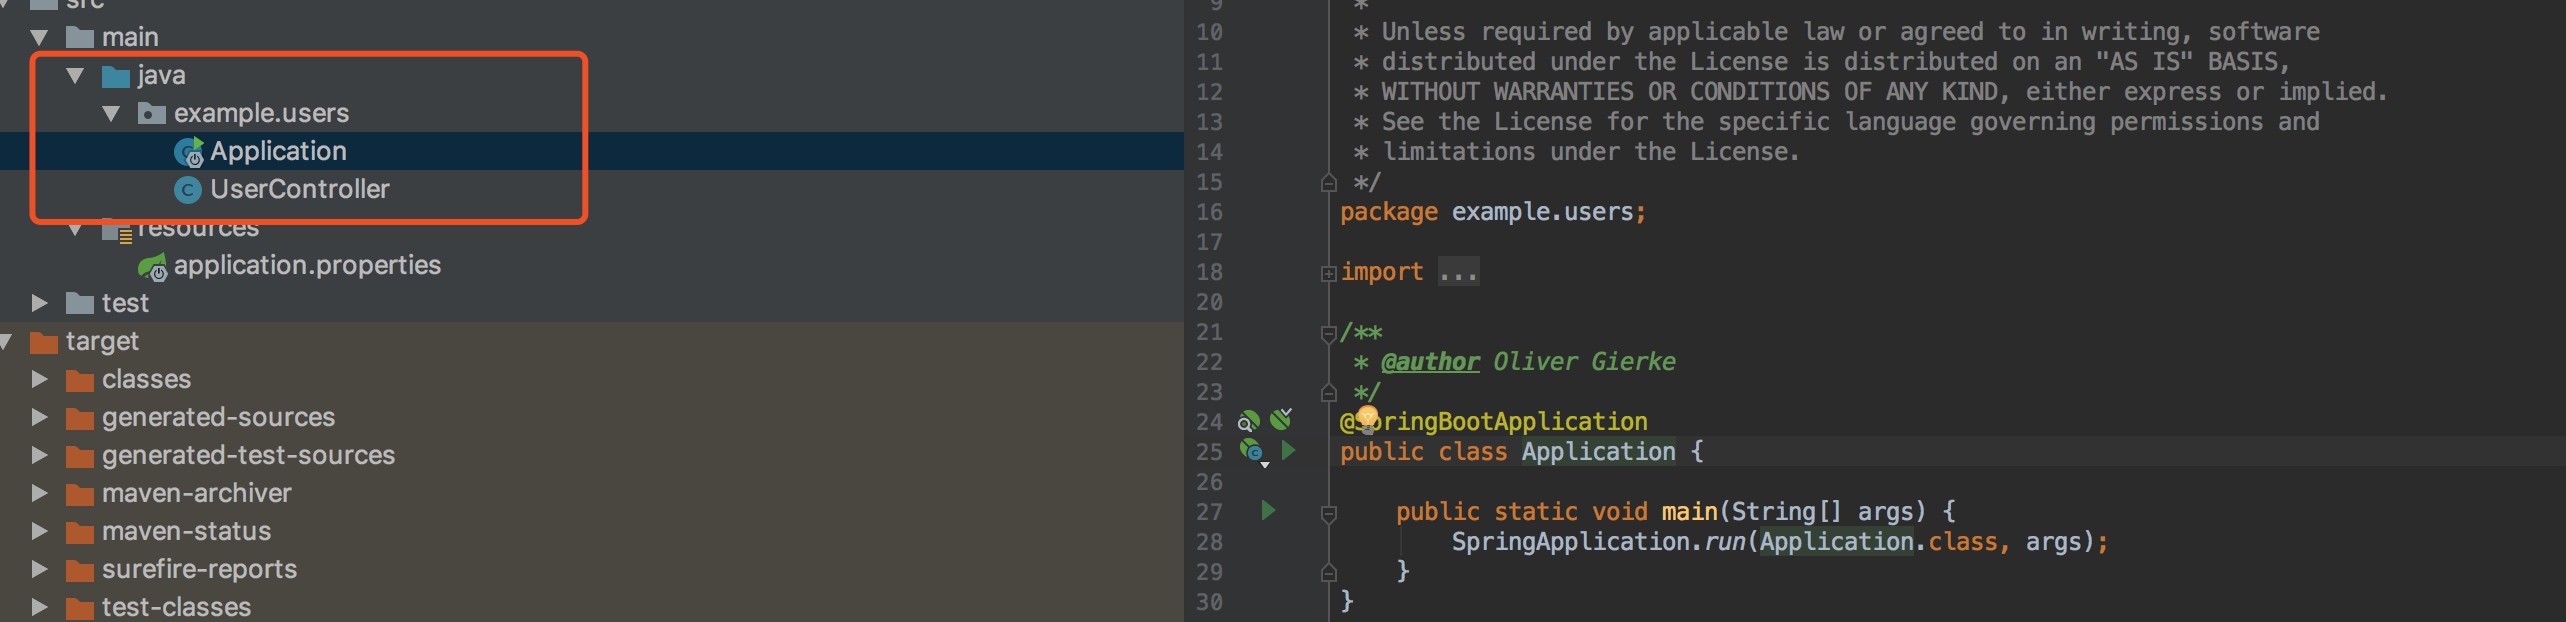 src
main
java
example.users
Application
UserController
resources
application.properties
test
target
classes
generated-sources
generated-test-sources
maven-archiver
maven-status
surefire-reports
test-classes
9 *
10 * Unless required by applicable law or agreed to in writing, software
11 * distributed under the License is distributed on an "AS IS" BASIS,
12 * WITHOUT WARRANTIES OR CONDITIONS OF ANY KIND, either express or implied.
13 * See the License for the specific language governing permissions and
14 * limitations under the License.
15 */
16 package example.users;
17
18 import ...
20
21 /**
22 * @author Oliver Gierke
23 */
24 @SpringBootApplication
25 public class Application {
26
27 public static void main(String[] args) {
28 SpringApplication.run(Application.class, args);
29 }
30 }